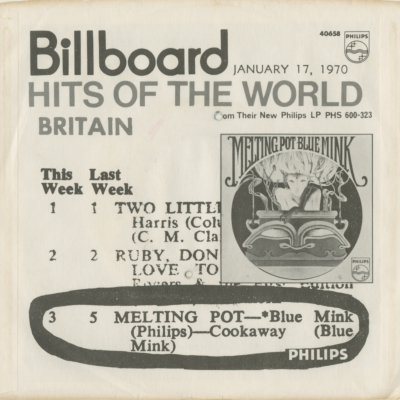 40658
PHILIPS
Billboard
JANUARY 17, 1970
HITS OF THE WORLD
om Their New Philips LP PHS 600-323
BRITAIN
MELTING POT BLUE MINK
This Last
Week Week
1 1 TWO LITTL
Harris (Colu
(C. M. Cla
2 2 RUBY, DON
LOVE TO
PHILIPS
3 5 MELTING POT—*Blue Mink
(Philips)—Cookaway (Blue
Mink)
PHILIPS